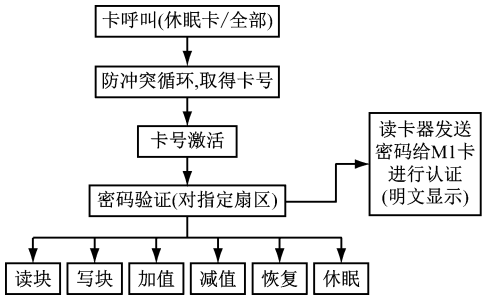 卡呼叫(休眠卡/全部)
防冲突循环,取得卡号
卡号激活
密码验证(对指定扇区)
读卡器发送
密码给M1卡
进行认证
(明文显示)
读块
写块
加值
减值
恢复
休眠